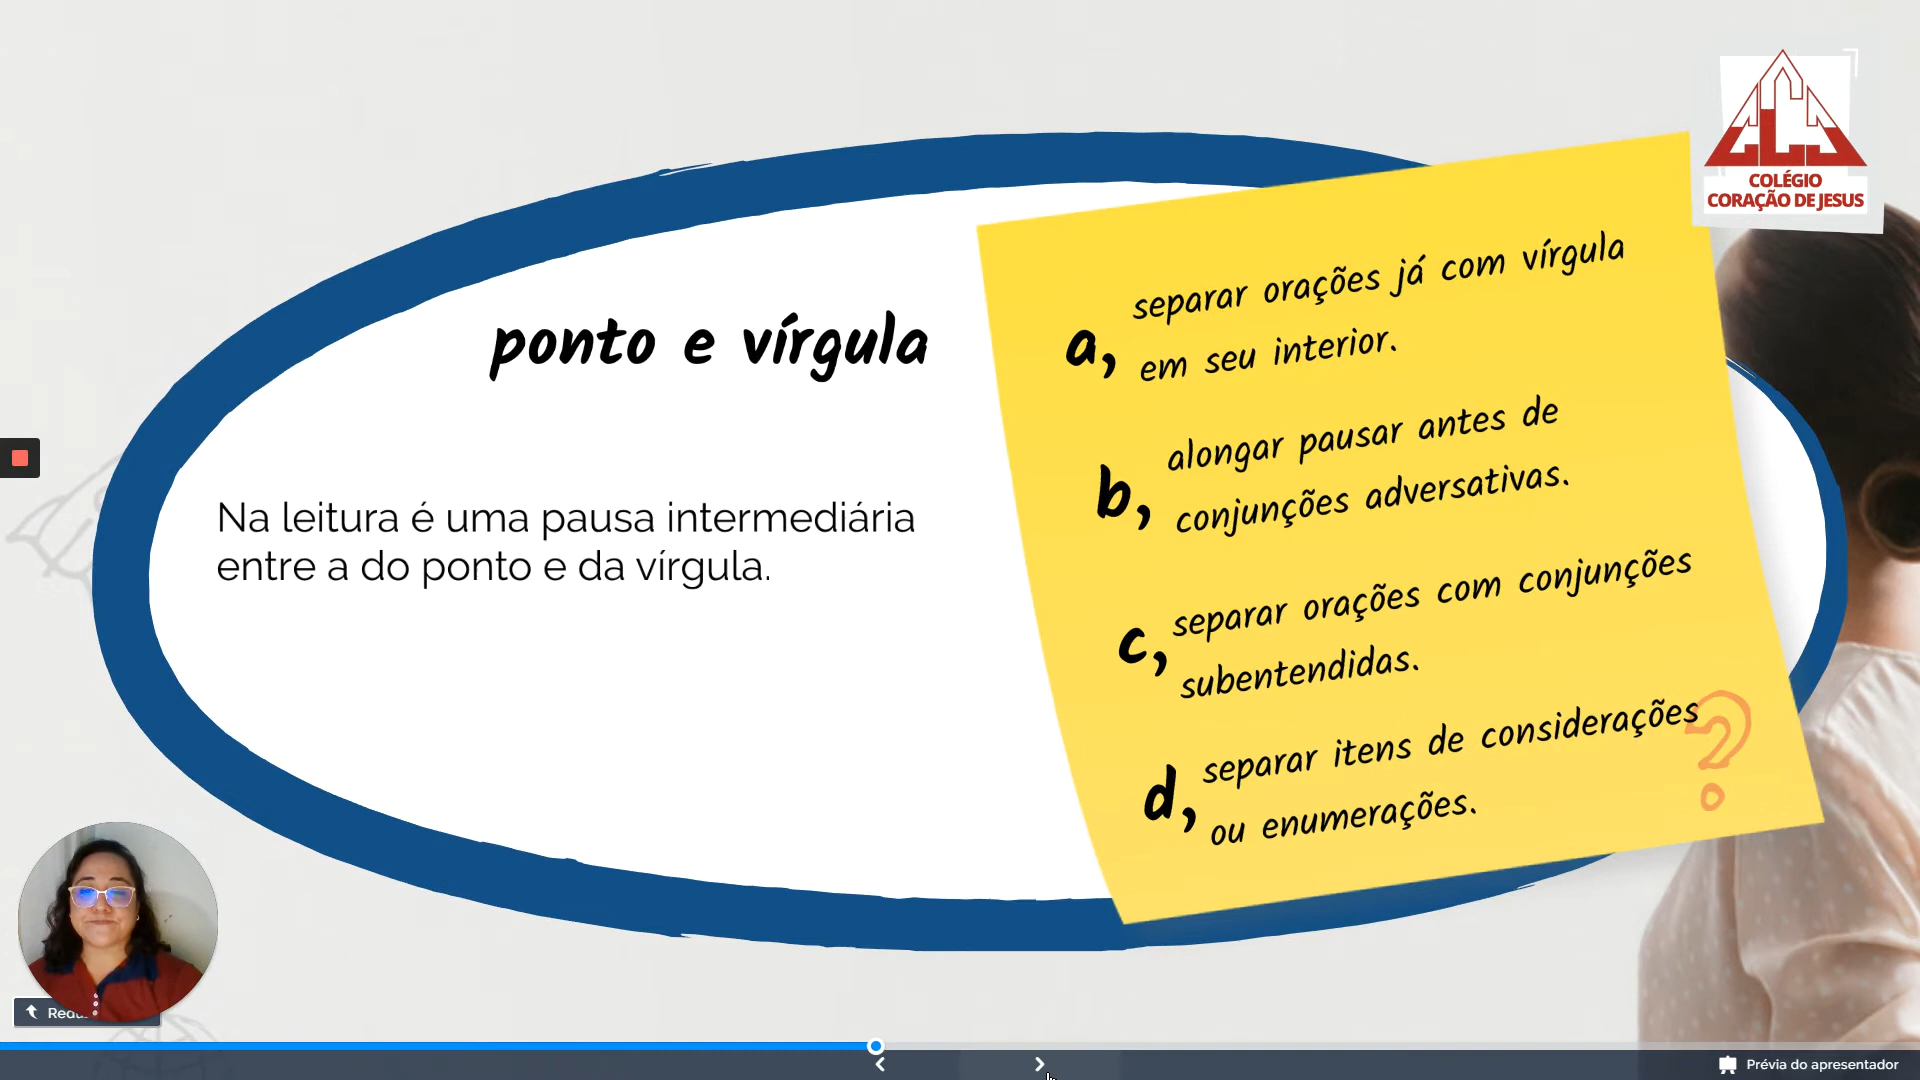 COLÉGIO
CORAÇÃO DE JESUS
ponto e vírgula
Na leitura é uma pausa intermediária
entre a do ponto e da vírgula.
a,
separar orações já com vírgula
em seu interior.
b,
alongar pausar antes de
conjunções adversativas.
c,
separar orações com conjunções
subentendidas.
d,
separar itens de considerações
ou enumerações.
?
Prévia do apresentador